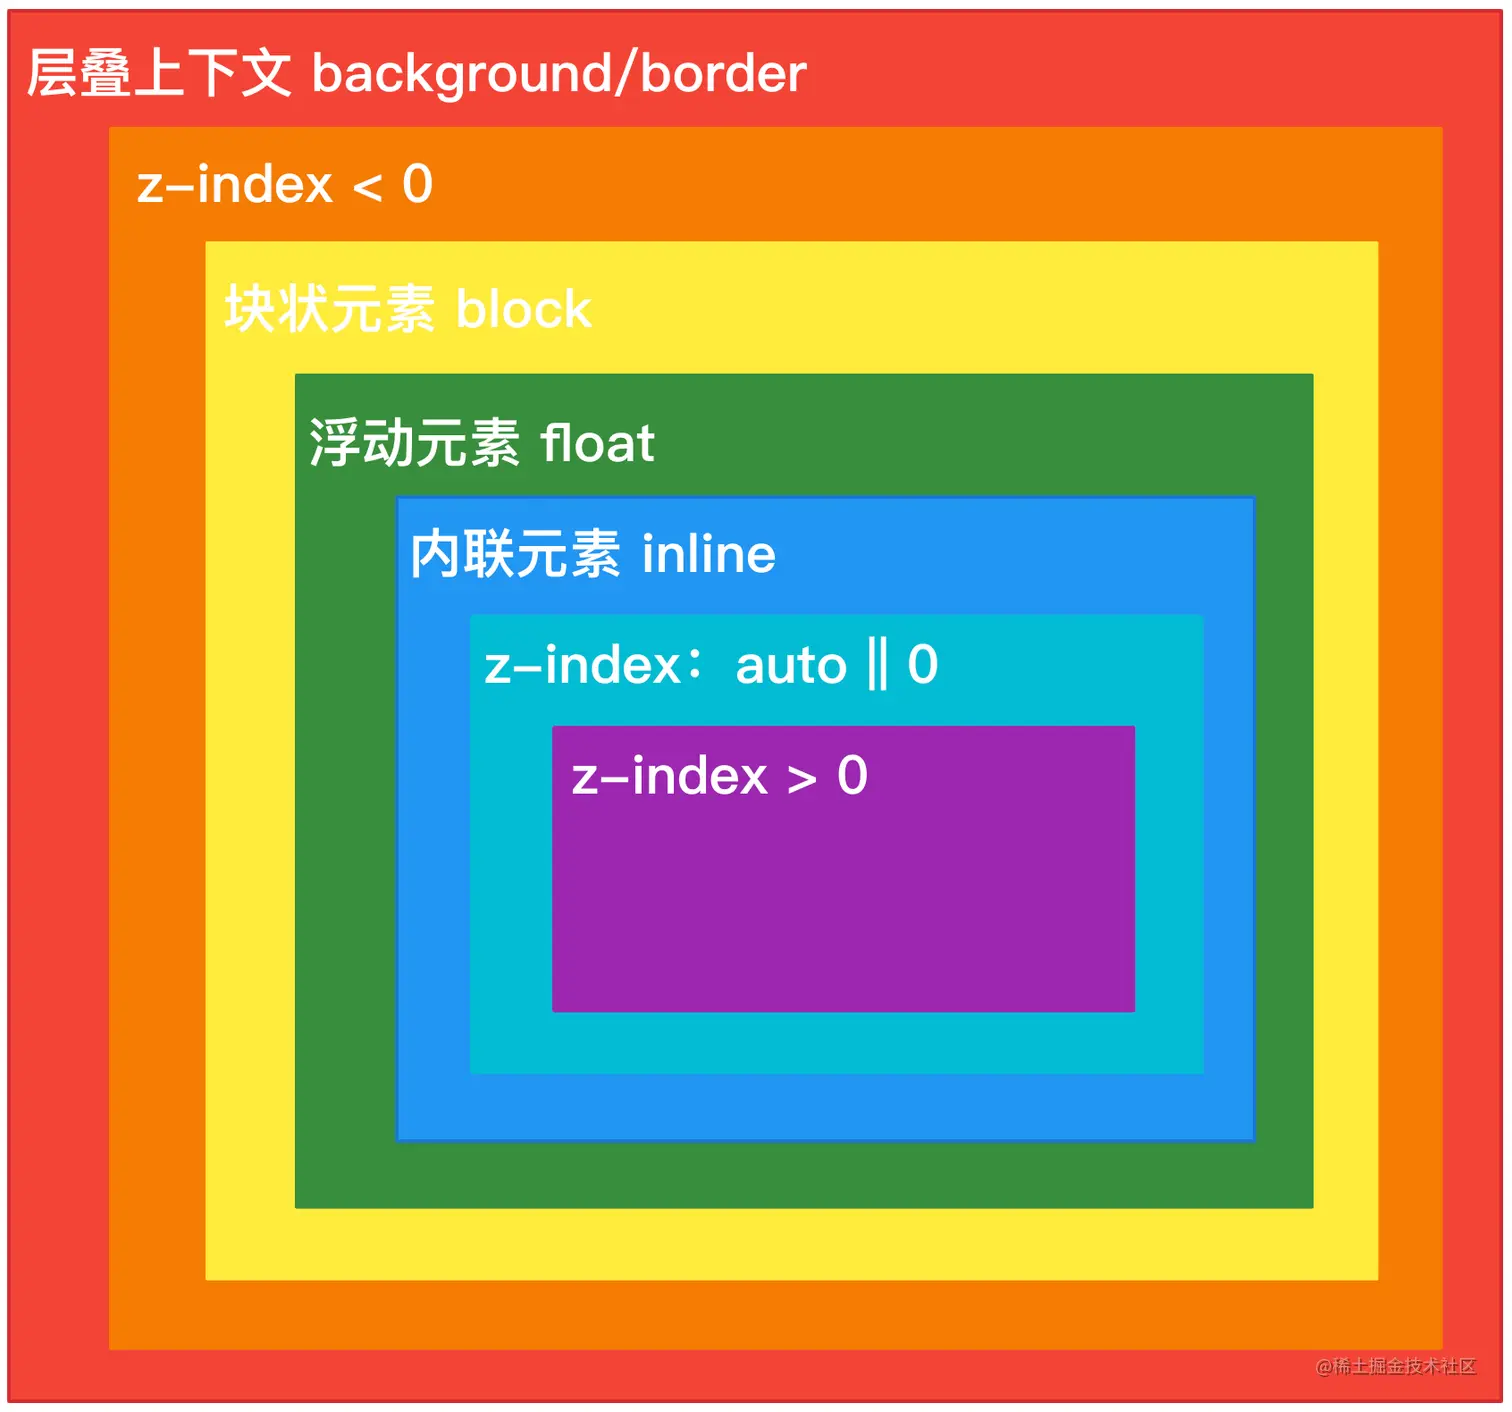 层叠上下文 background/border
z-index < 0
块状元素 block
浮动元素 float
内联元素 inline
z-index：auto || 0
z-index > 0
@稀土掘金技术社区